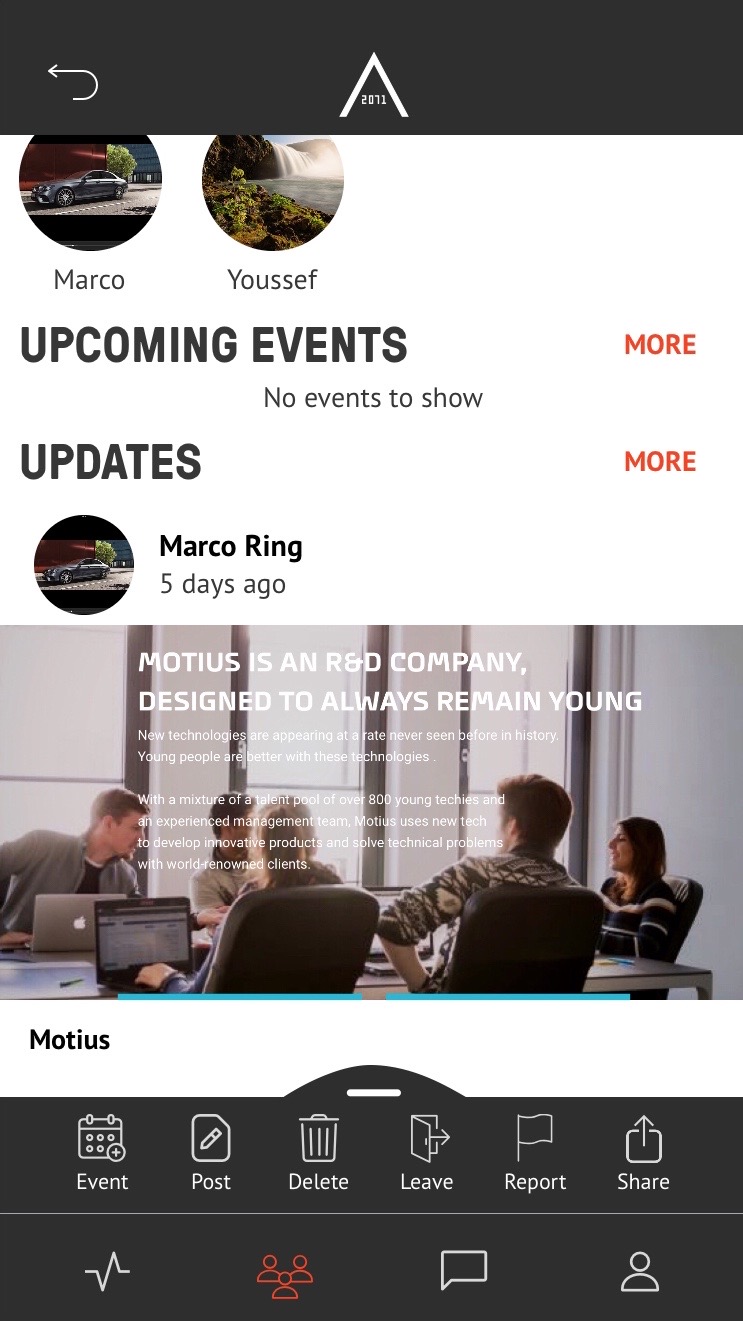 2071
Marco
Youssef
UPCOMING EVENTS
MORE
No events to show
UPDATES
MORE
Marco Ring
5 days ago
MOTIUS IS AN R&D COMPANY,
DESIGNED TO ALWAYS REMAIN YOUNG
New technologies are appearing at a rate never seen before in history.
Young people are better with these technologies .
With a mixture of a talent pool of over 800 young techies and
an experienced management team, Motius uses new tech
to develop innovative products and solve technical problems
with world-renowned clients.
Motius
Event
Post
Delete
Leave
Report
Share